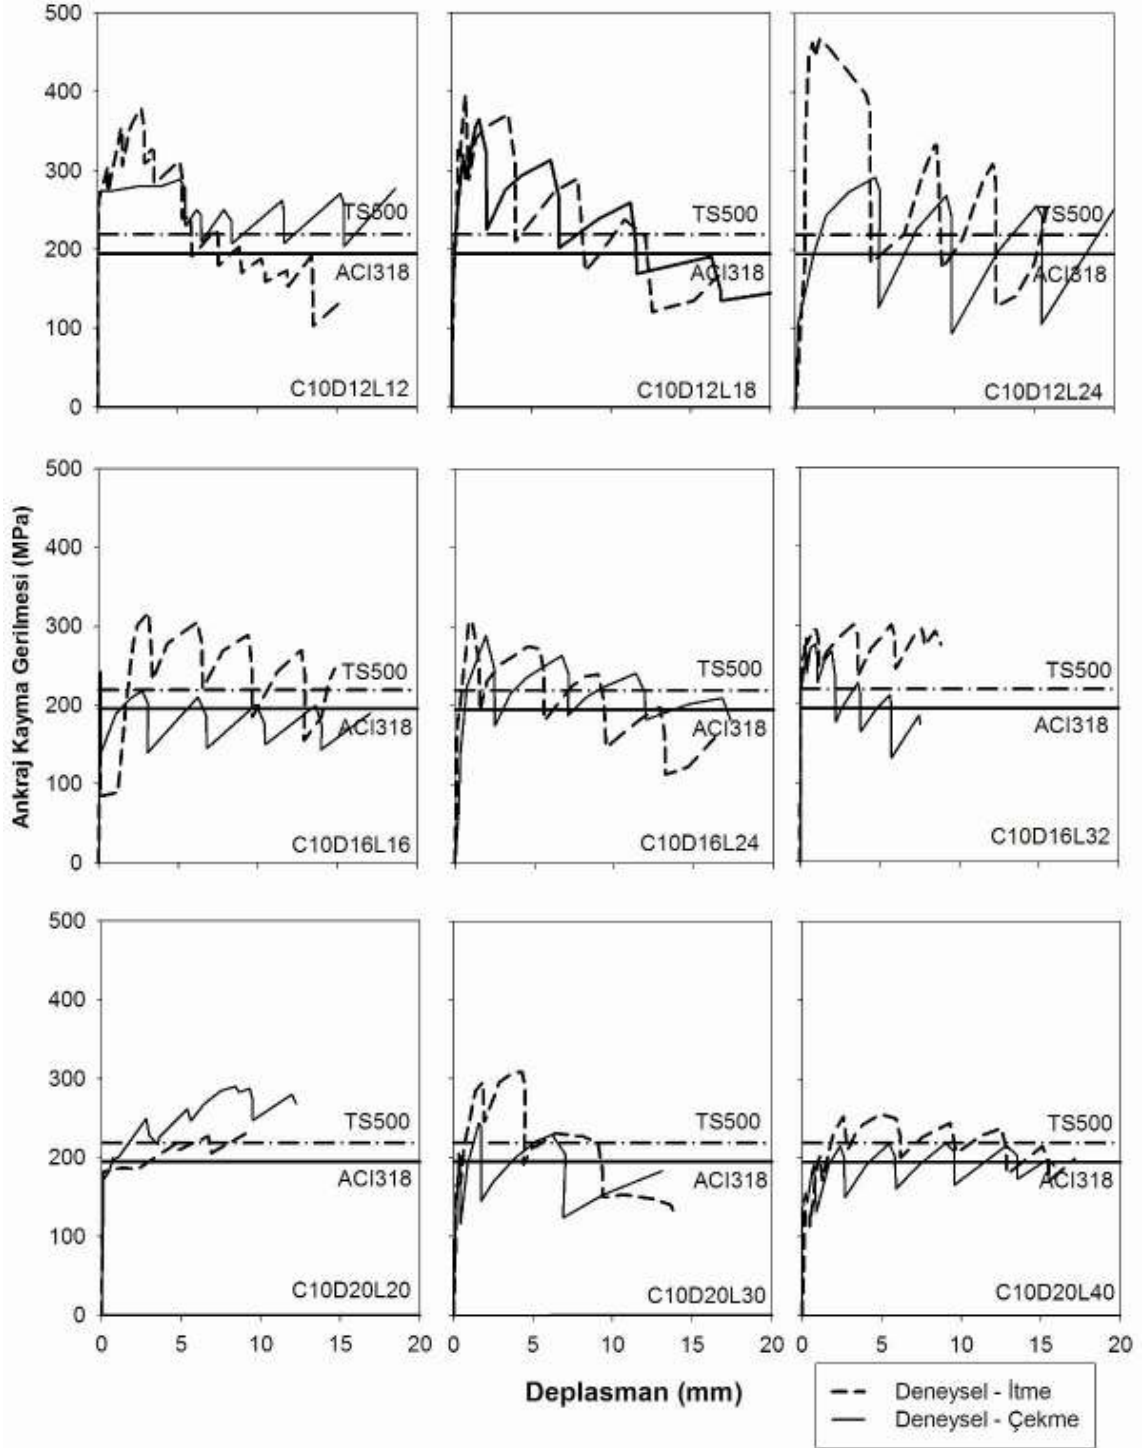 500
400
300
200
100
0
TS500
ACI318
C10D12L12
TS500
ACI318
C10D12L18
TS500
ACI318
C10D12L24
Ankraj Kayma Gerilmesi (MPa)
500
400
300
200
100
0
TS500
ACI318
C10D16L16
TS500
ACI318
C10D16L24
TS500
ACI318
C10D16L32
500
400
300
200
100
0
TS500
ACI318
C10D20L20
TS500
ACI318
C10D20L30
TS500
ACI318
C10D20L40
0 5 10 15 20
0 5 10 15 20
0 5 10 15 20
Deplasman (mm)
Deneysel - İtme
Deneysel - Çekme